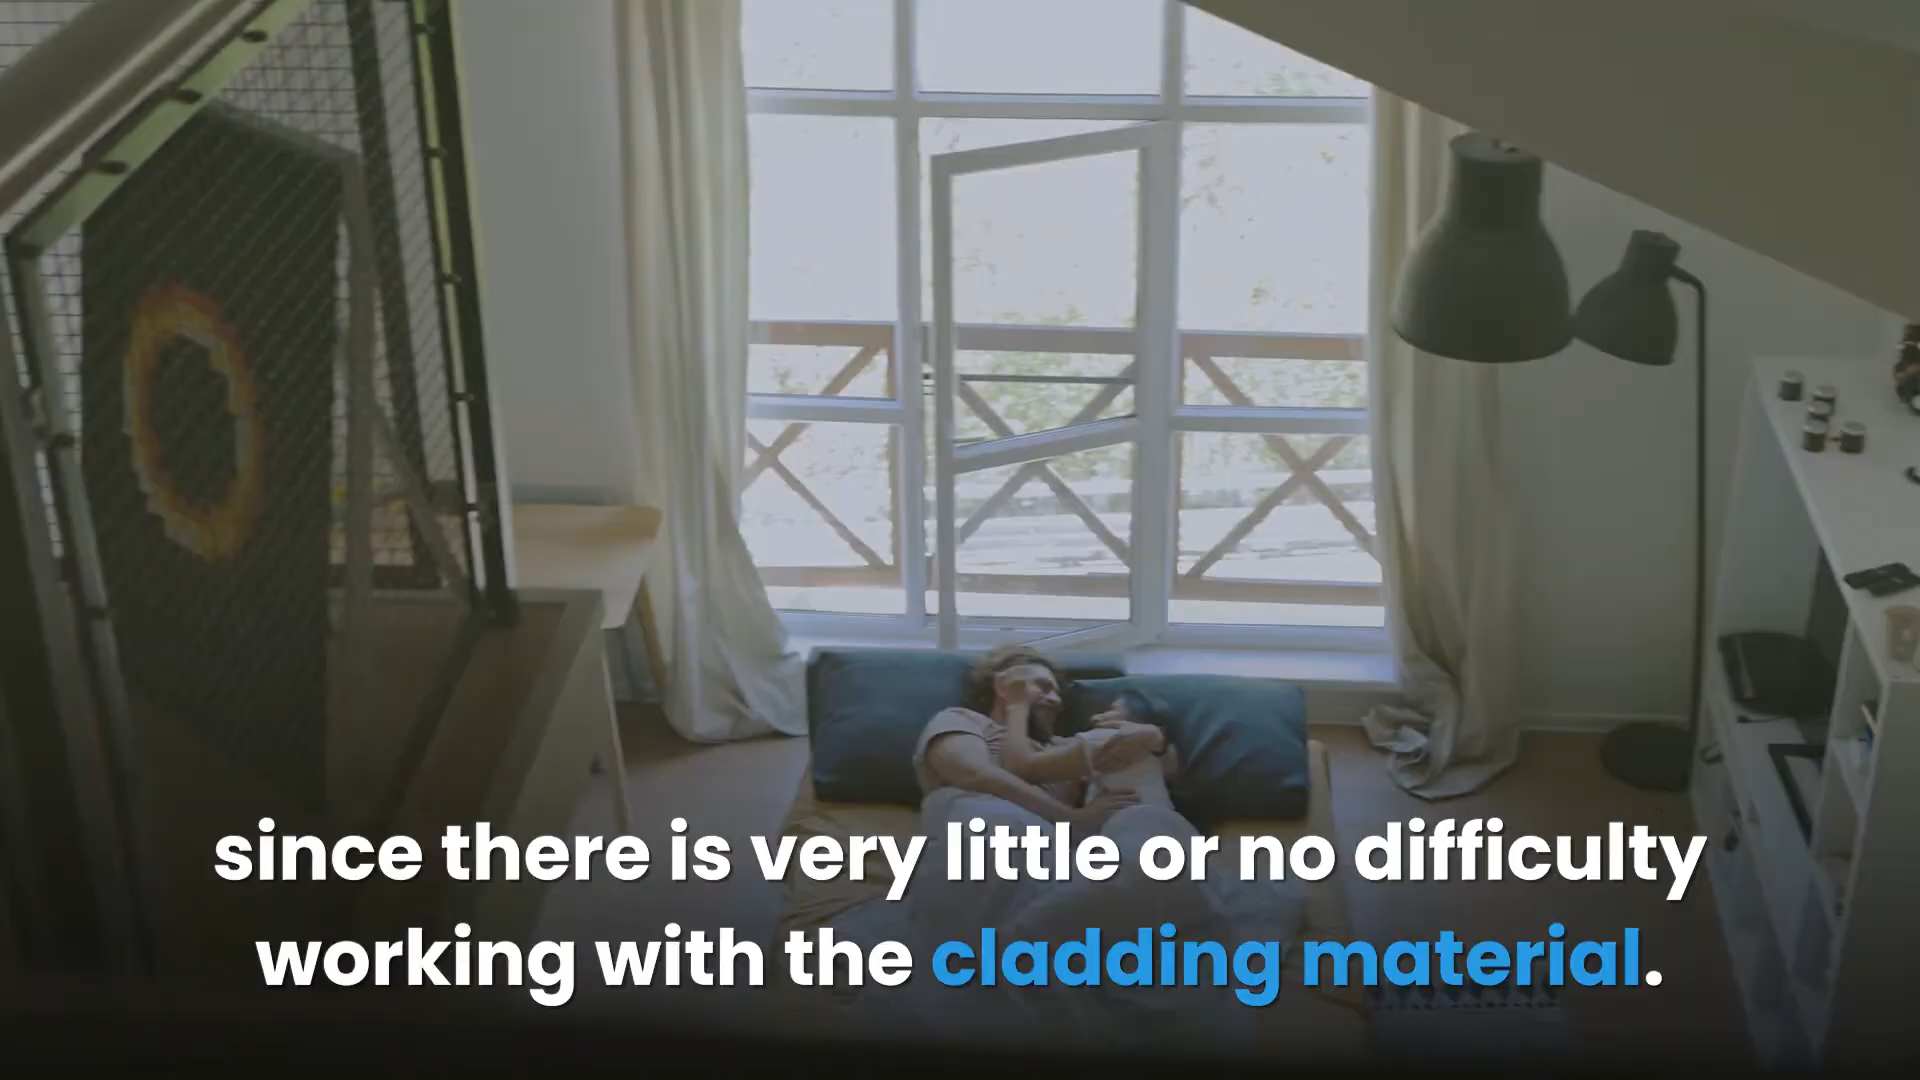 since there is very little or no difficulty
working with the cladding material.